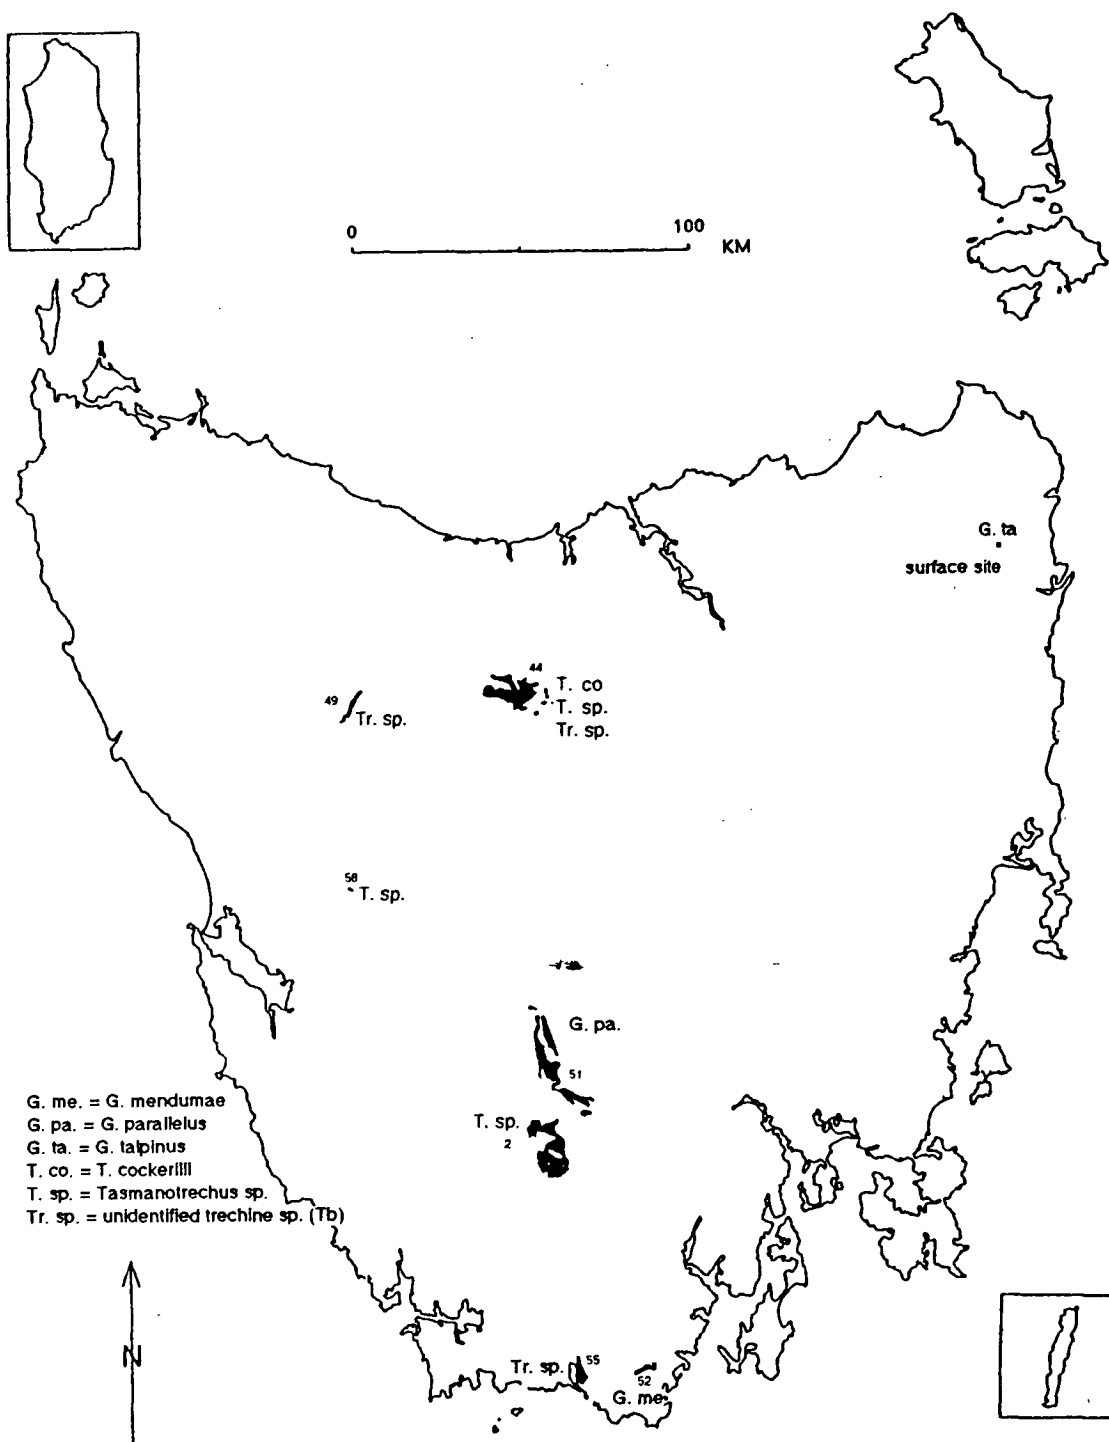 0 100
KM
G. ta
surface site
44
T. co
T. sp.
Tr. sp.
49
Tr. sp.
58
T. sp.
G. pa.
51
T. sp.
2
G. me. = G. mendumae
G. pa. = G. parallelus
G. ta. = G. talpinus
T. co. = T. cockerilli
T. sp. = Tasmanotrechus sp.
Tr. sp. = unidentified trechine sp. (Tb)
N
Tr. sp.
55
52
G. me